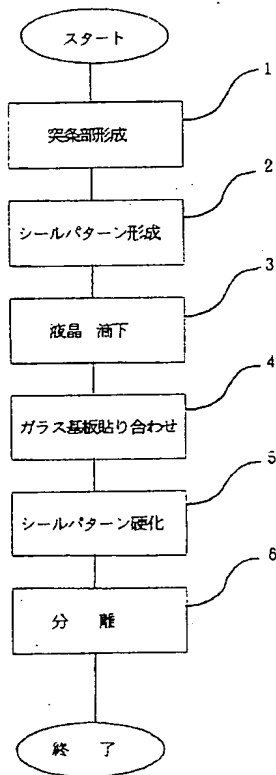 スタート
1
突条部形成
2
シールパターン形成
3
液晶 滴下
4
ガラス基板貼り合わせ
5
シールパターン硬化
6
分 離
終 了